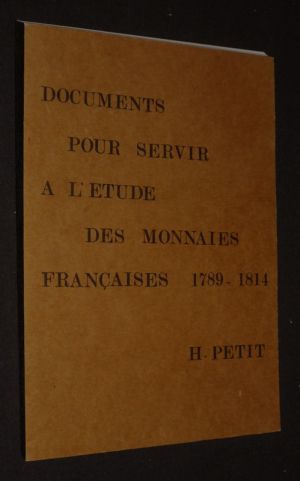 DOCUMENTS
POUR SERVIR
A L'ETUDE
DES MONNAIES
FRANÇAISES 1789-1814
H-PETIT